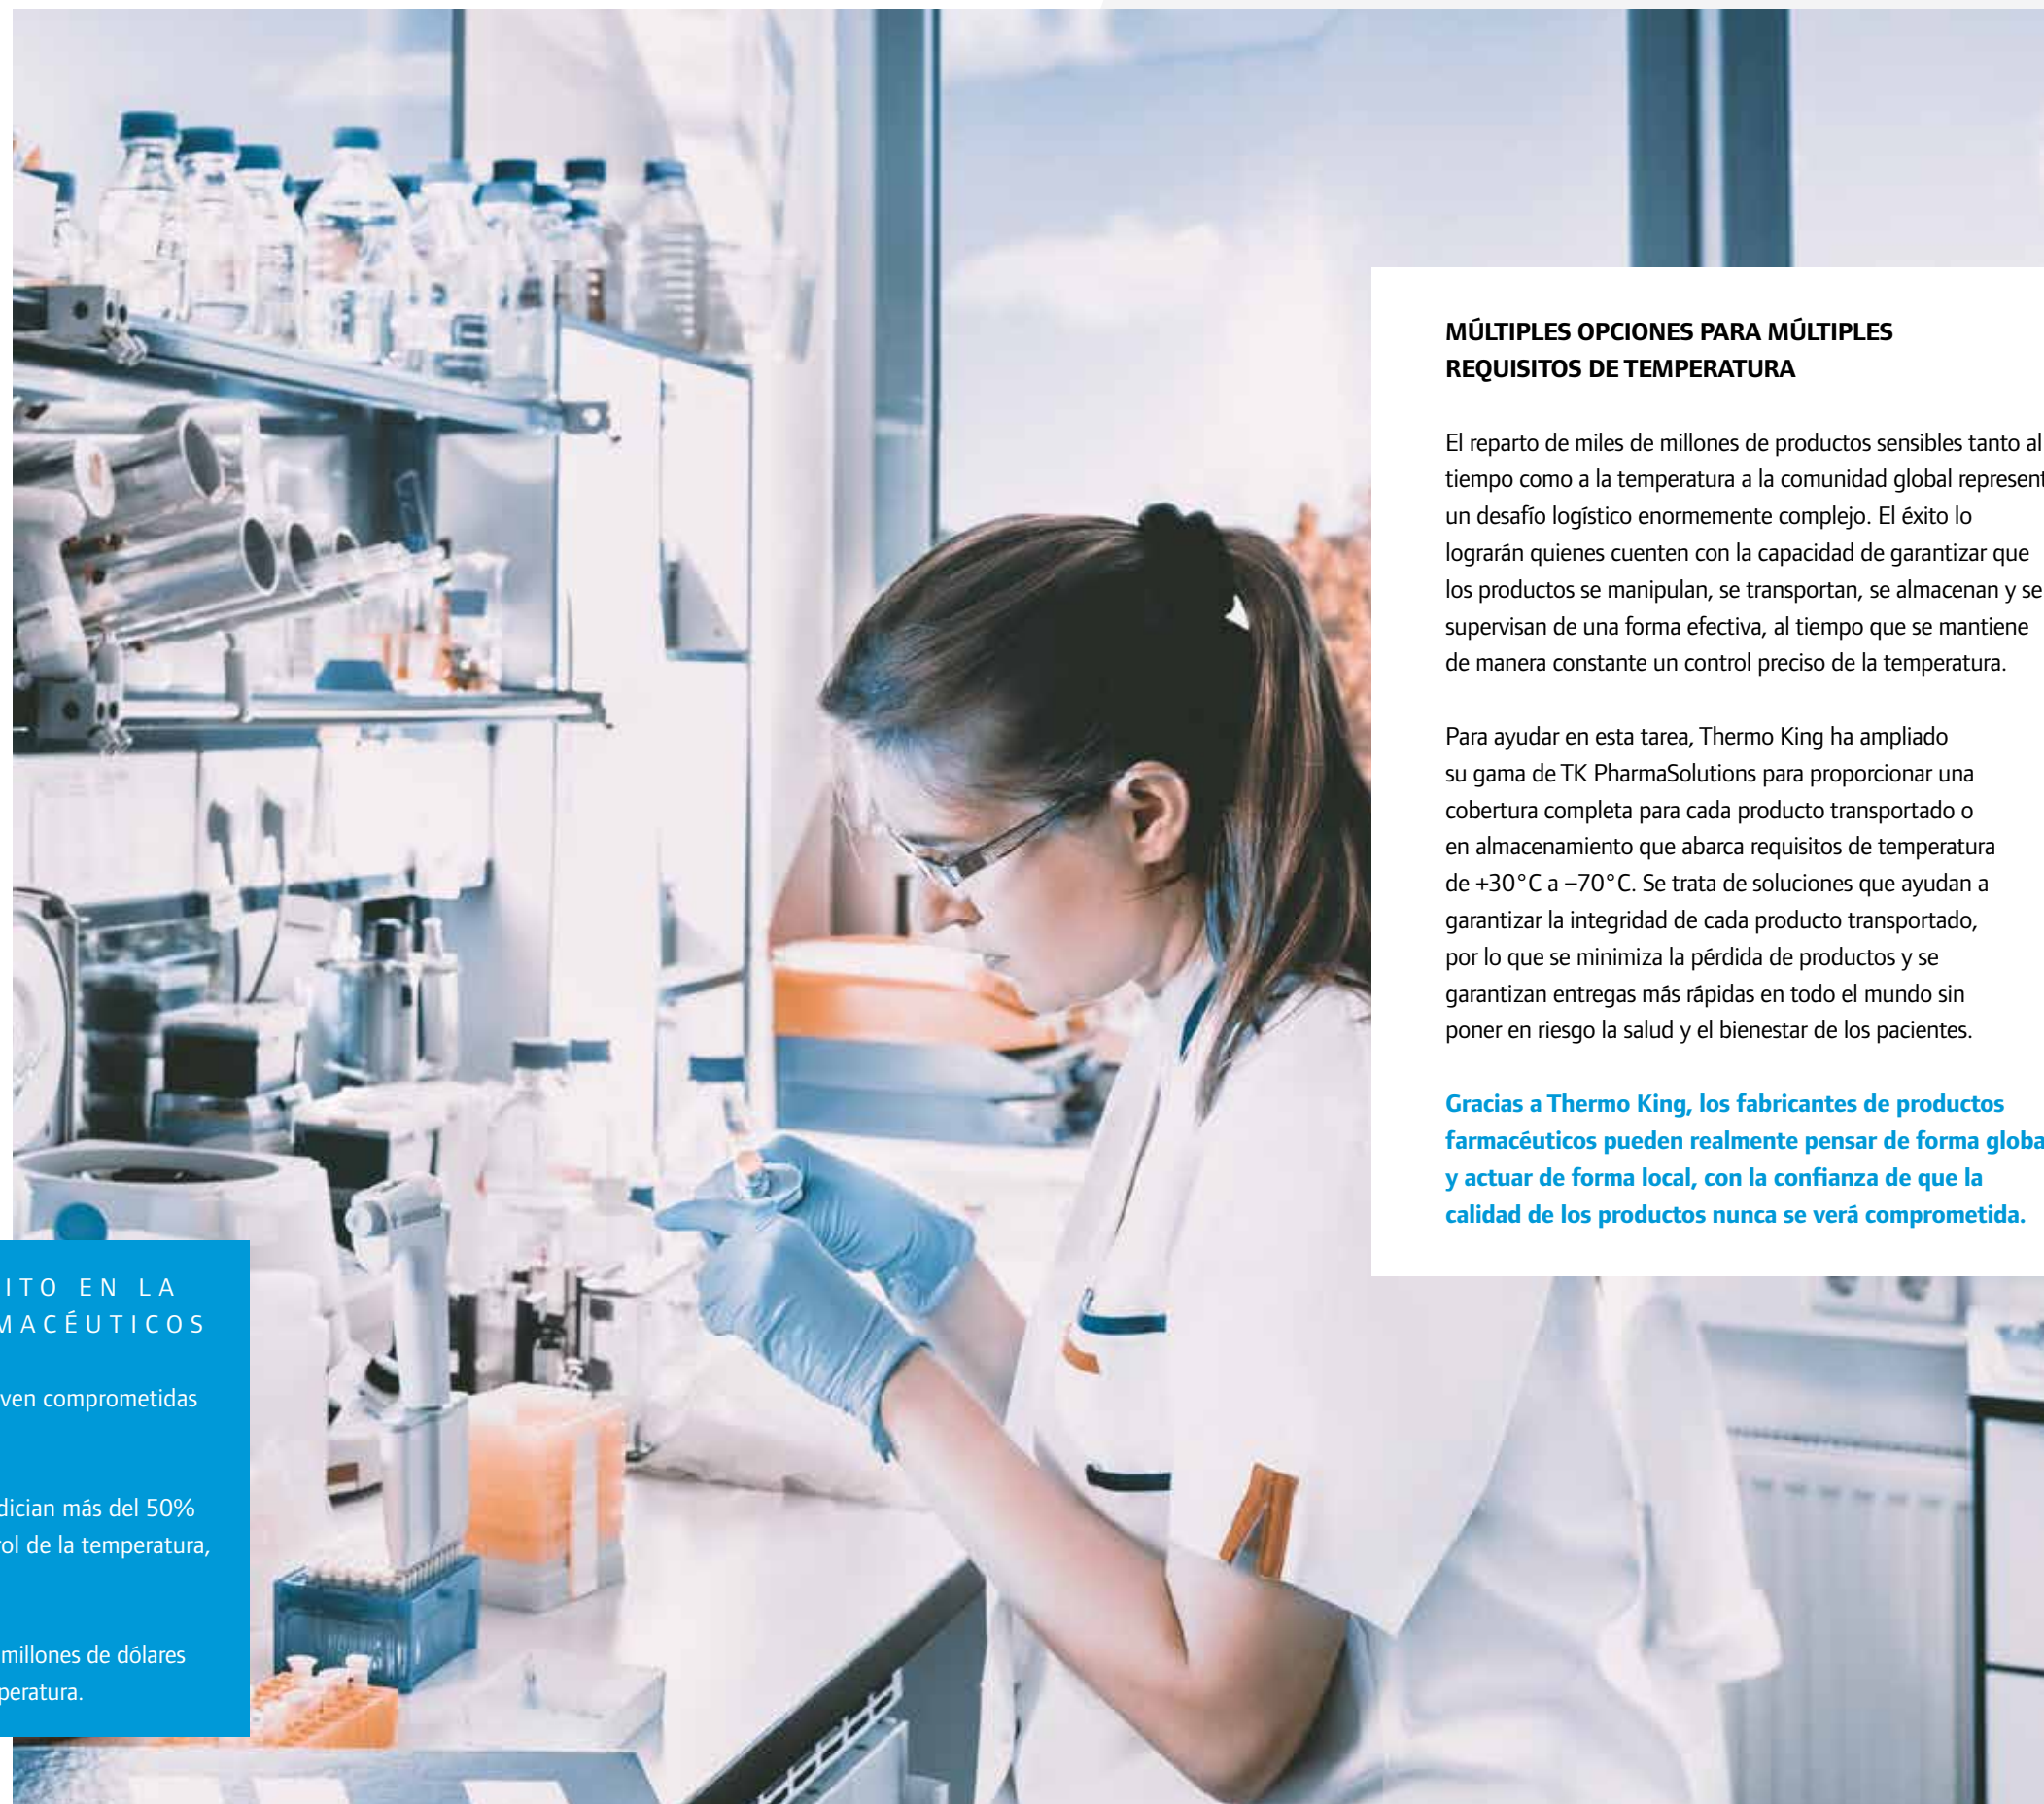 MÚLTIPLES OPCIONES PARA MÚLTIPLES
REQUISITOS DE TEMPERATURA
El reparto de miles de millones de productos sensibles tanto al
tiempo como a la temperatura a la comunidad global represent
un desafío logístico enormemente complejo. El éxito lo
lograrán quienes cuenten con la capacidad de garantizar que
los productos se manipulan, se transportan, se almacenan y se
supervisan de una forma efectiva, al tiempo que se mantiene
de manera constante un control preciso de la temperatura.
Para ayudar en esta tarea, Thermo King ha ampliado
su gama de TK PharmaSolutions para proporcionar una
cobertura completa para cada producto transportado o
en almacenamiento que abarca requisitos de temperatura
de +30°C a –70°C. Se trata de soluciones que ayudan a
garantizar la integridad de cada producto transportado,
por lo que se minimiza la pérdida de productos y se
garantizan entregas más rápidas en todo el mundo sin
poner en riesgo la salud y el bienestar de los pacientes.
Gracias a Thermo King, los fabricantes de productos
farmacéuticos pueden realmente pensar de forma globa
y actuar de forma local, con la confianza de que la
calidad de los productos nunca se verá comprometida.
ITO EN LA
MACÉUTICOS
ven comprometidas
dician más del 50%
rol de la temperatura,
millones de dólares
peratura.